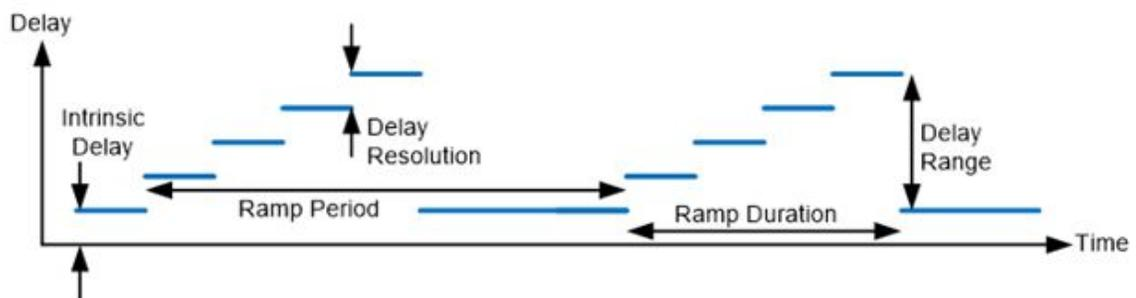 Delay
Intrinsic
Delay
Delay
Resolution
Delay
Range
Ramp Period
Ramp Duration
Time